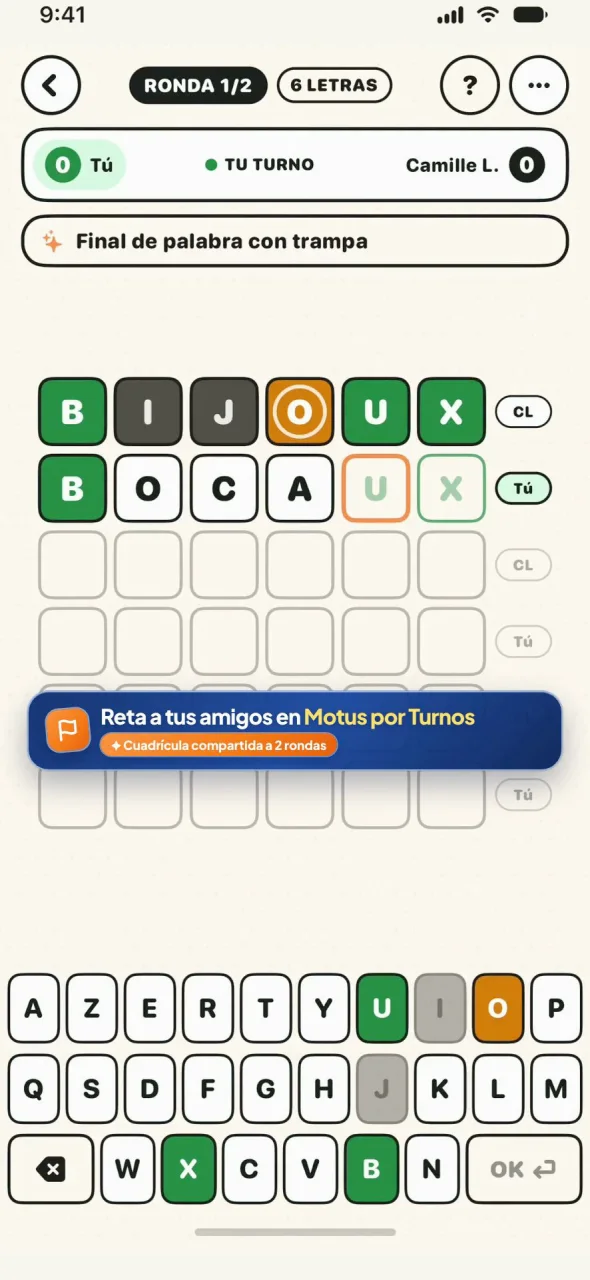 9:41
RONDA 1/2 6 LETRAS ? ...
0 Tú TU TURNO Camille L. 0
Final de palabra con trampa
B I J O U X CL
B O C A U X Tú
CL
Tú
Reta a tus amigos en Motus por Turnos
Cuadrícula compartida a 2 rondas
Tú
A Z E R T Y U I O P
Q S D F G H J K L M
W X C V B N OK